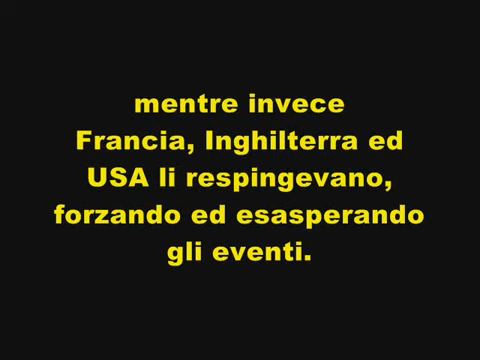 mentre invece
Francia, Inghilterra ed
USA li respingevano,
forzando ed esasperando
gli eventi.